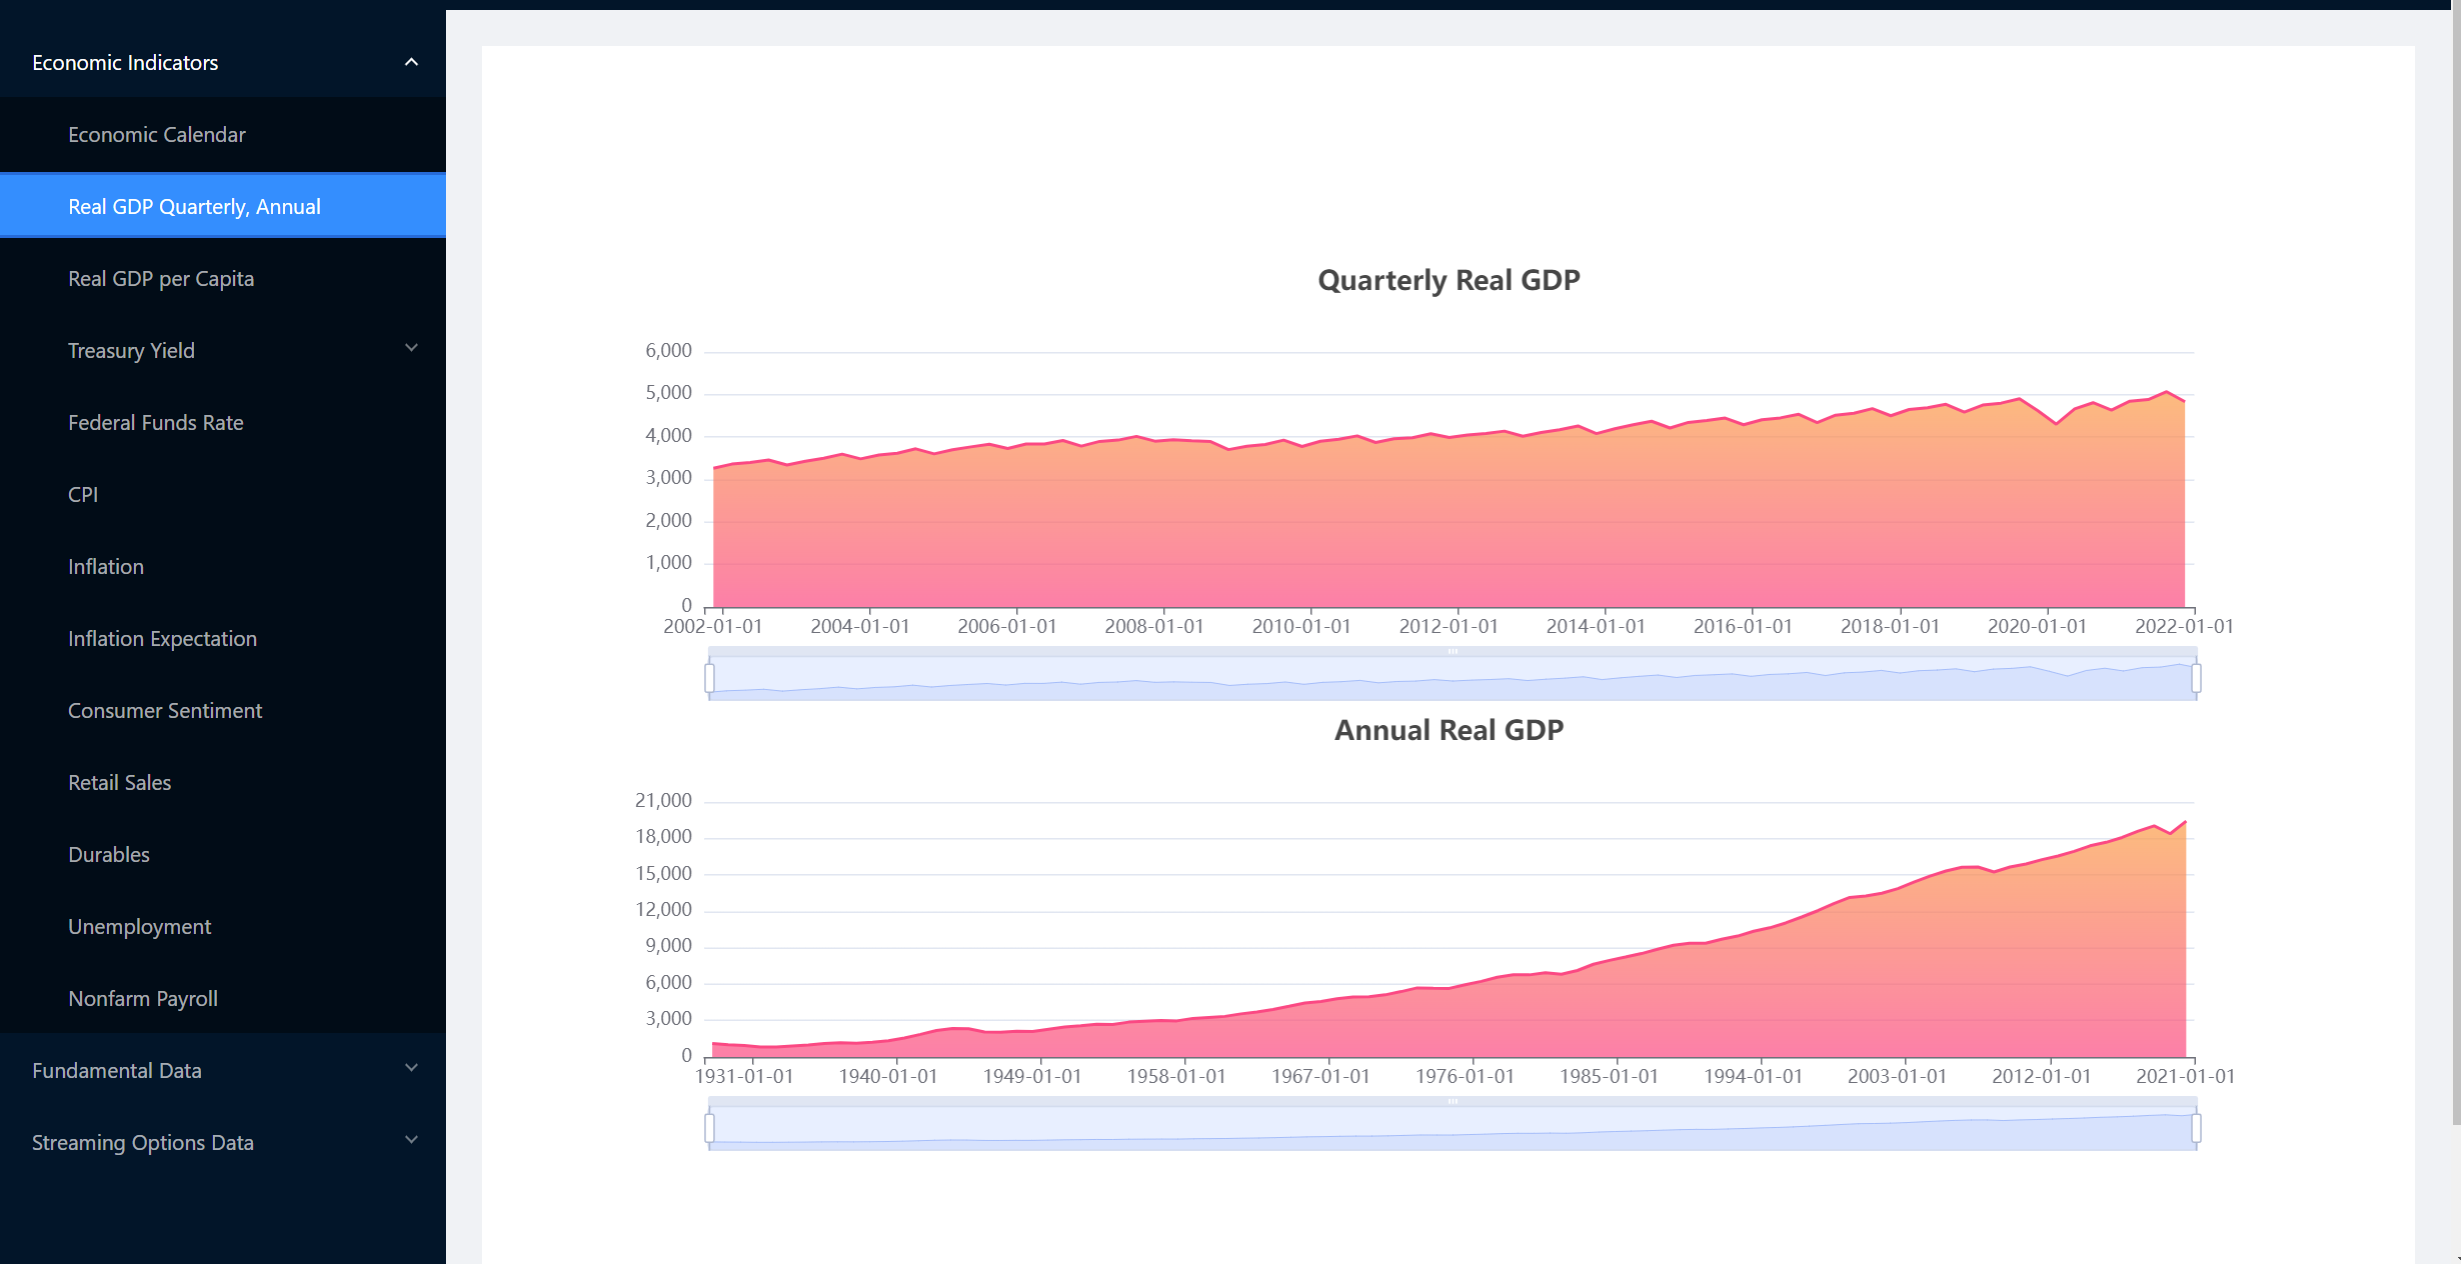 Economic Indicators
Economic Calendar
Real GDP Quarterly, Annual
Real GDP per Capita
Treasury Yield
Federal Funds Rate
CPI
Inflation
Inflation Expectation
Consumer Sentiment
Retail Sales
Durables
Unemployment
Nonfarm Payroll
Fundamental Data
Streaming Options Data
Quarterly Real GDP
6,000
5,000
4,000
3,000
2,000
1,000
0
2002-01-01 2004-01-01 2006-01-01 2008-01-01 2010-01-01 2012-01-01 2014-01-01 2016-01-01 2018-01-01 2020-01-01 2022-01-01
Annual Real GDP
21,000
18,000
15,000
12,000
9,000
6,000
3,000
0
1931-01-01 1940-01-01 1949-01-01 1958-01-01 1967-01-01 1976-01-01 1985-01-01 1994-01-01 2003-01-01 2012-01-01 2021-01-01